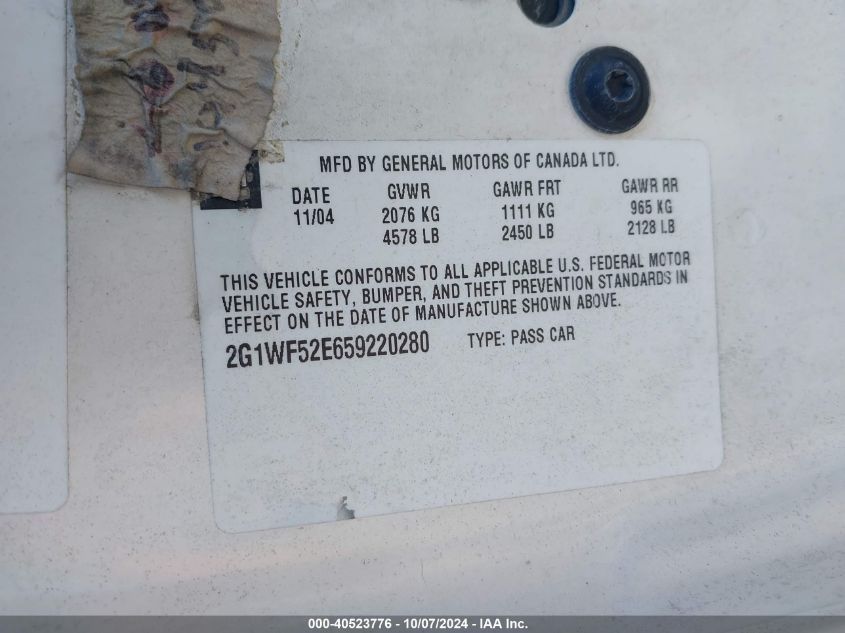 MFD BY GENERAL MOTORS OF CANADA LTD.
DATE GVWR GAWR FRT GAWR RR
11/04 2076 KG 1111 KG 965 KG
4578 LB 2450 LB 2128 LB
THIS VEHICLE CONFORMS TO ALL APPLICABLE U.S. FEDERAL MOTOR
VEHICLE SAFETY, BUMPER, AND THEFT PREVENTION STANDARDS IN
EFFECT ON THE DATE OF MANUFACTURE SHOWN ABOVE.
2G1WF52E659220280 TYPE: PASS CAR
000-40523776 - 10/07/2024 - IAA Inc.